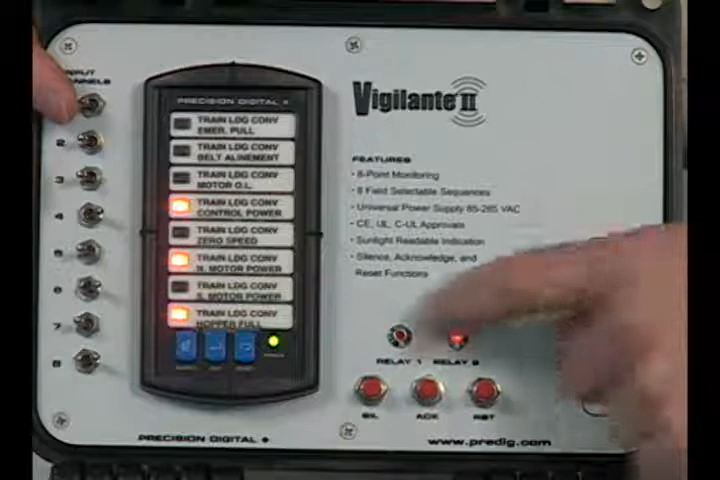 INPUT
2
3
4
5
6
7
8
PRECISION DIGITAL
TRAIN LDG CONV
EMER. PULL
TRAIN LDG CONV
BELT ALINEMENT
TRAIN LDG CONV
MOTOR O.L.
TRAIN LDG CONV
CONTROL POWER
TRAIN LDG CONV
ZERO SPEED
TRAIN LDG CONV
N. MOTOR POWER
TRAIN LDG CONV
S. MOTOR POWER
TRAIN LDG CONV
HOPPER FULL
Vigilante II
FEATURES
• 8-Point Monitoring
• 8 Field Selectable Sequences
• Universal Power Supply 85-265 VAC
• CE, UL, C-UL Approvals
• Sunlight Readable Indication
• Silence, Acknowledge, and
Reset Functions
RELAY 1 RELAY 2
SIL ACK RST
PRECISION DIGITAL
www.predig.com